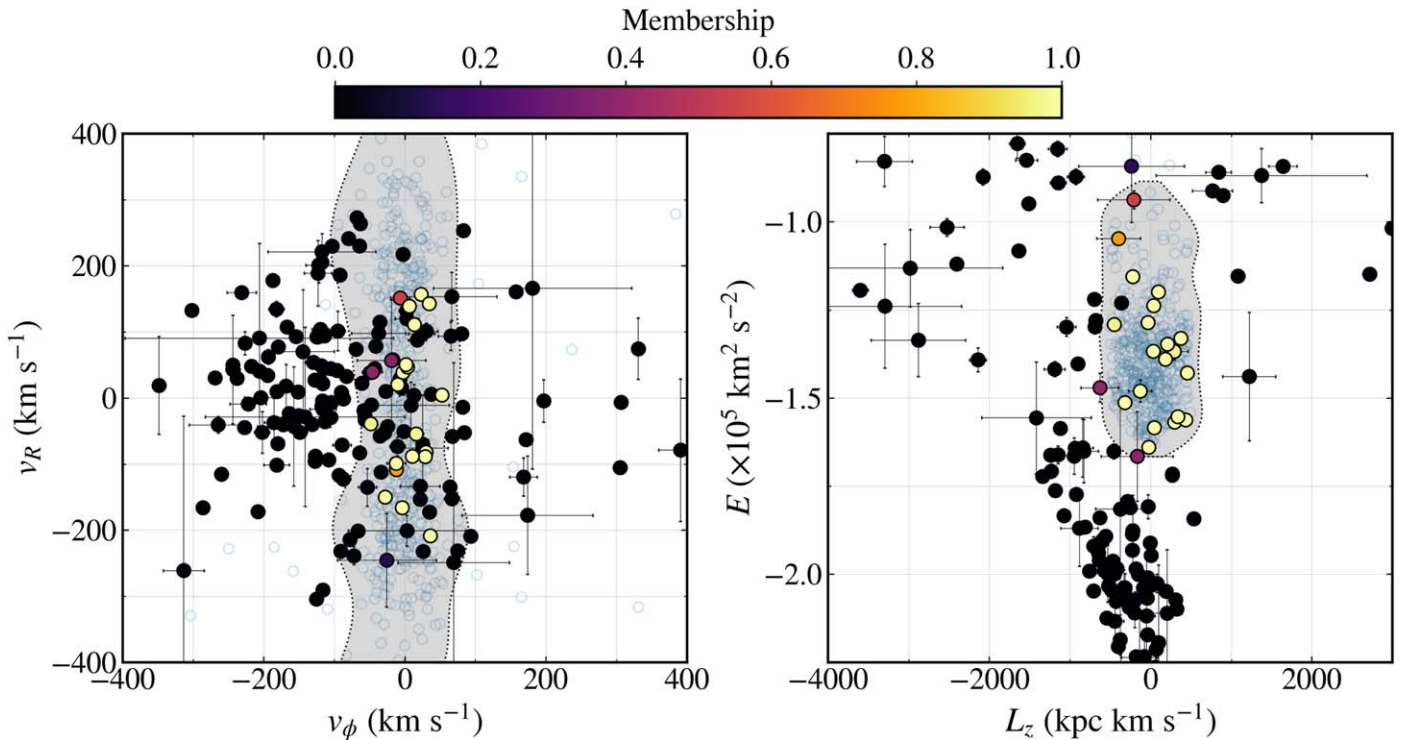 Membership
0.0 0.2 0.4 0.6 0.8 1.0
400
200
0
−200
−400
v_R (km s⁻¹)
−400 −200 0 200 400
v_ϕ (km s⁻¹)
−1.0
−1.5
−2.0
E (×10⁵ km² s⁻²)
−4000 −2000 0 2000
L_z (kpc km s⁻¹)